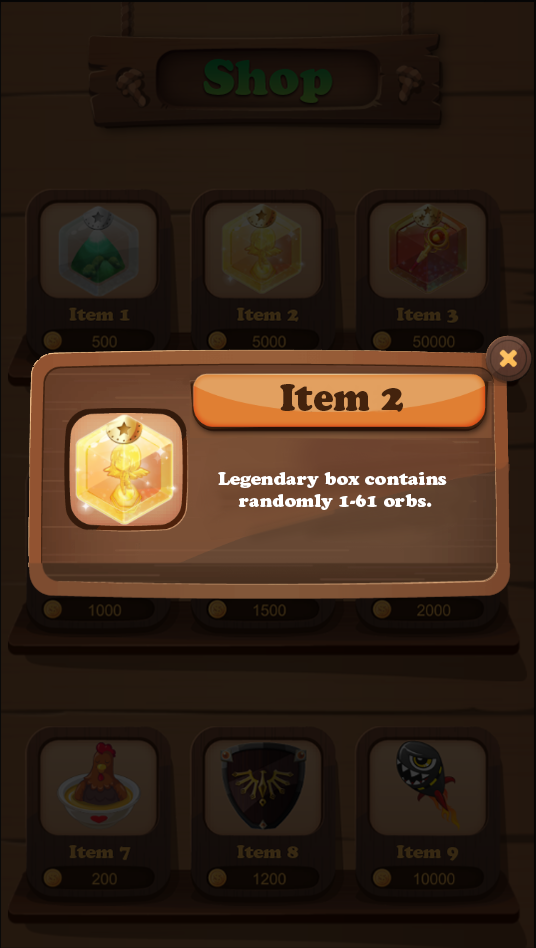 Shop
Item 1 Item 2 Item 3
500 5000 50000
Item 2
Legendary box contains
randomly 1-61 orbs.
1000 1500 2000
Item 7 Item 8 Item 9
200 1200 10000